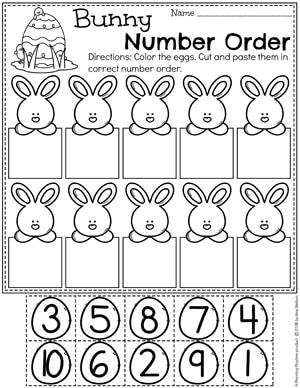 Bunny
Name
Number Order
Directions: Color the eggs. Cut and paste them in
correct number order.
3 5 8 7 4
10 6 2 9 1